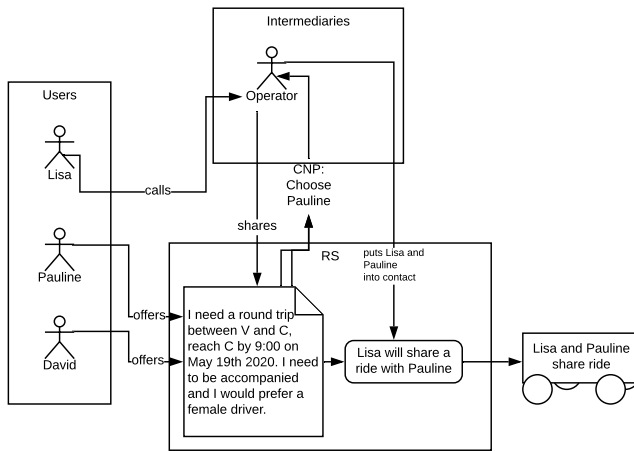 Intermediaries
Operator
Users
Lisa
calls
CNP:
Choose
Pauline
shares
Pauline
David
offers
offers
RS
puts Lisa and
Pauline
into contact
I need a round trip
between V and C,
reach C by 9:00 on
May 19th 2020. I need
to be accompanied
and I would prefer a
female driver.
Lisa will share a
ride with Pauline
Lisa and Pauline
share ride